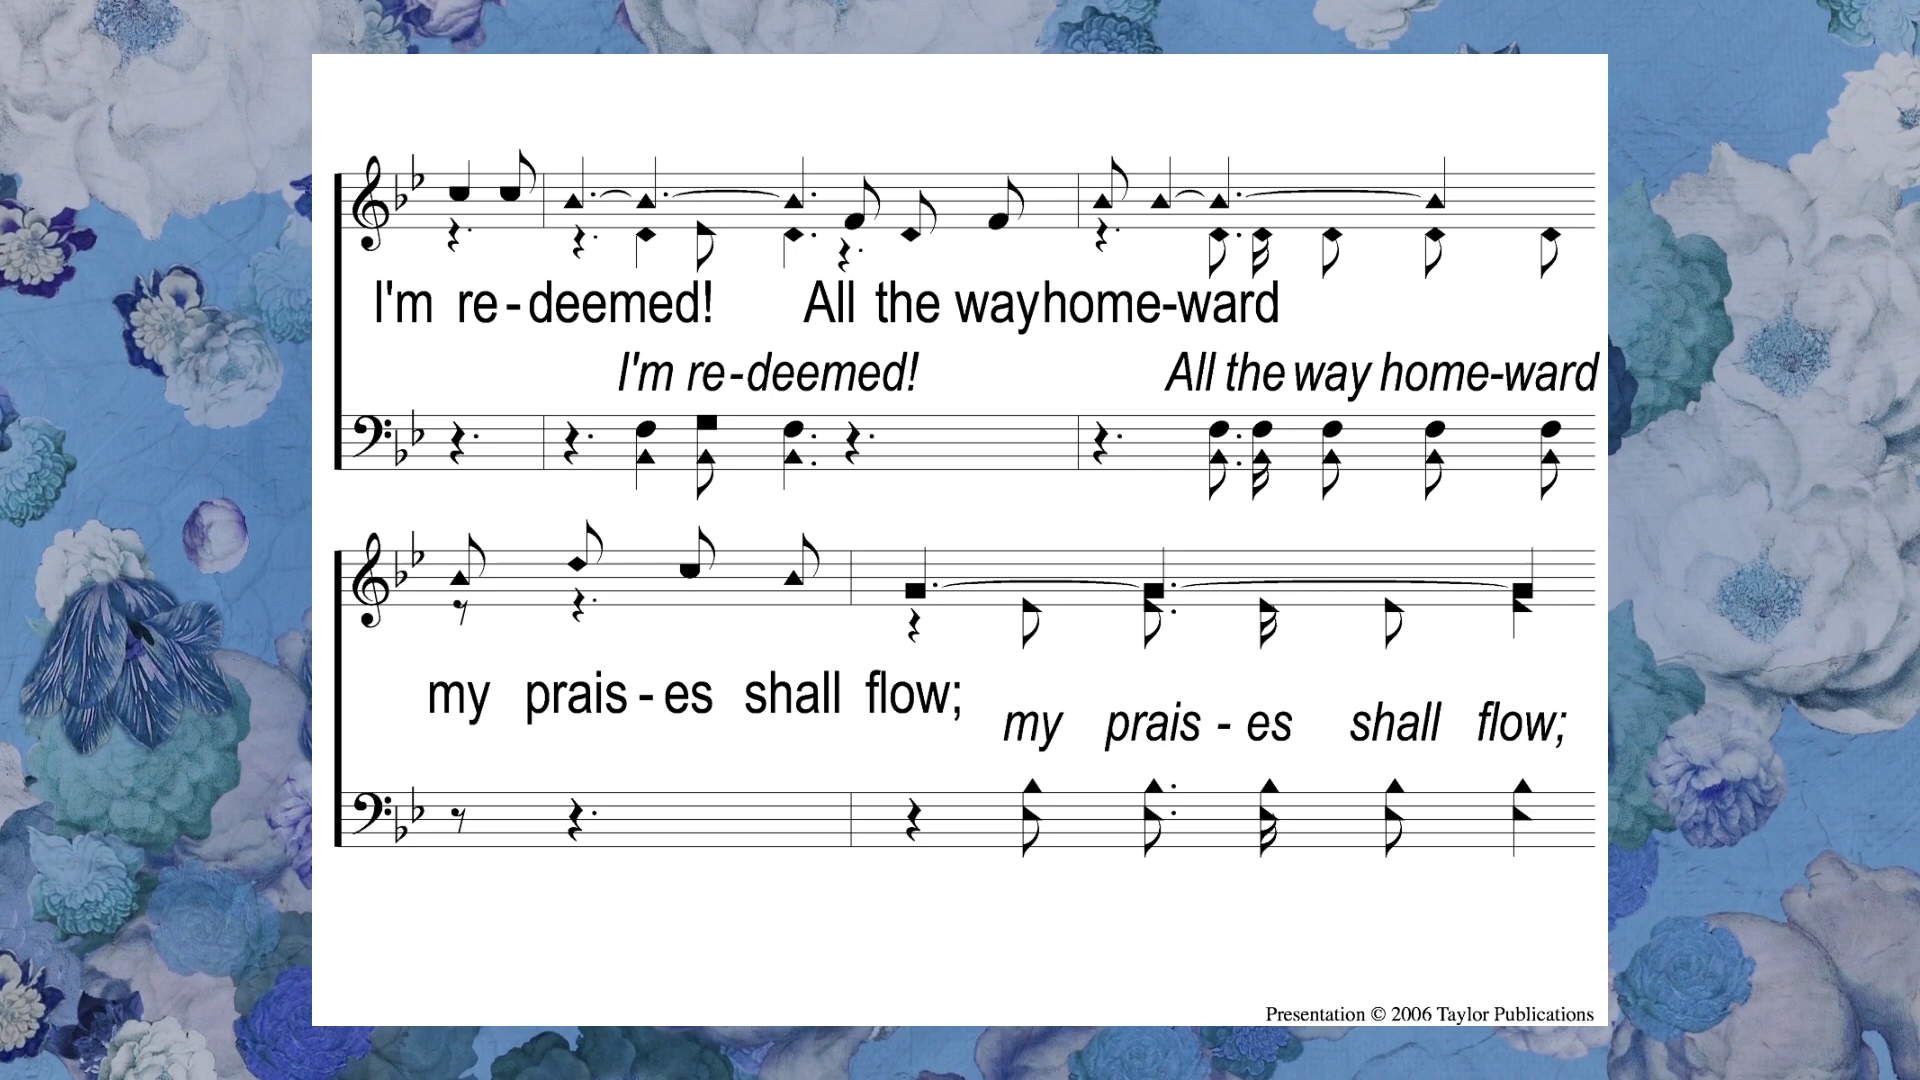 I'm re-deemed! All the way home-ward
I'm re-deemed! All the way home-ward
my prais-es shall flow;
my prais-es shall flow;
Presentation © 2006 Taylor Publications